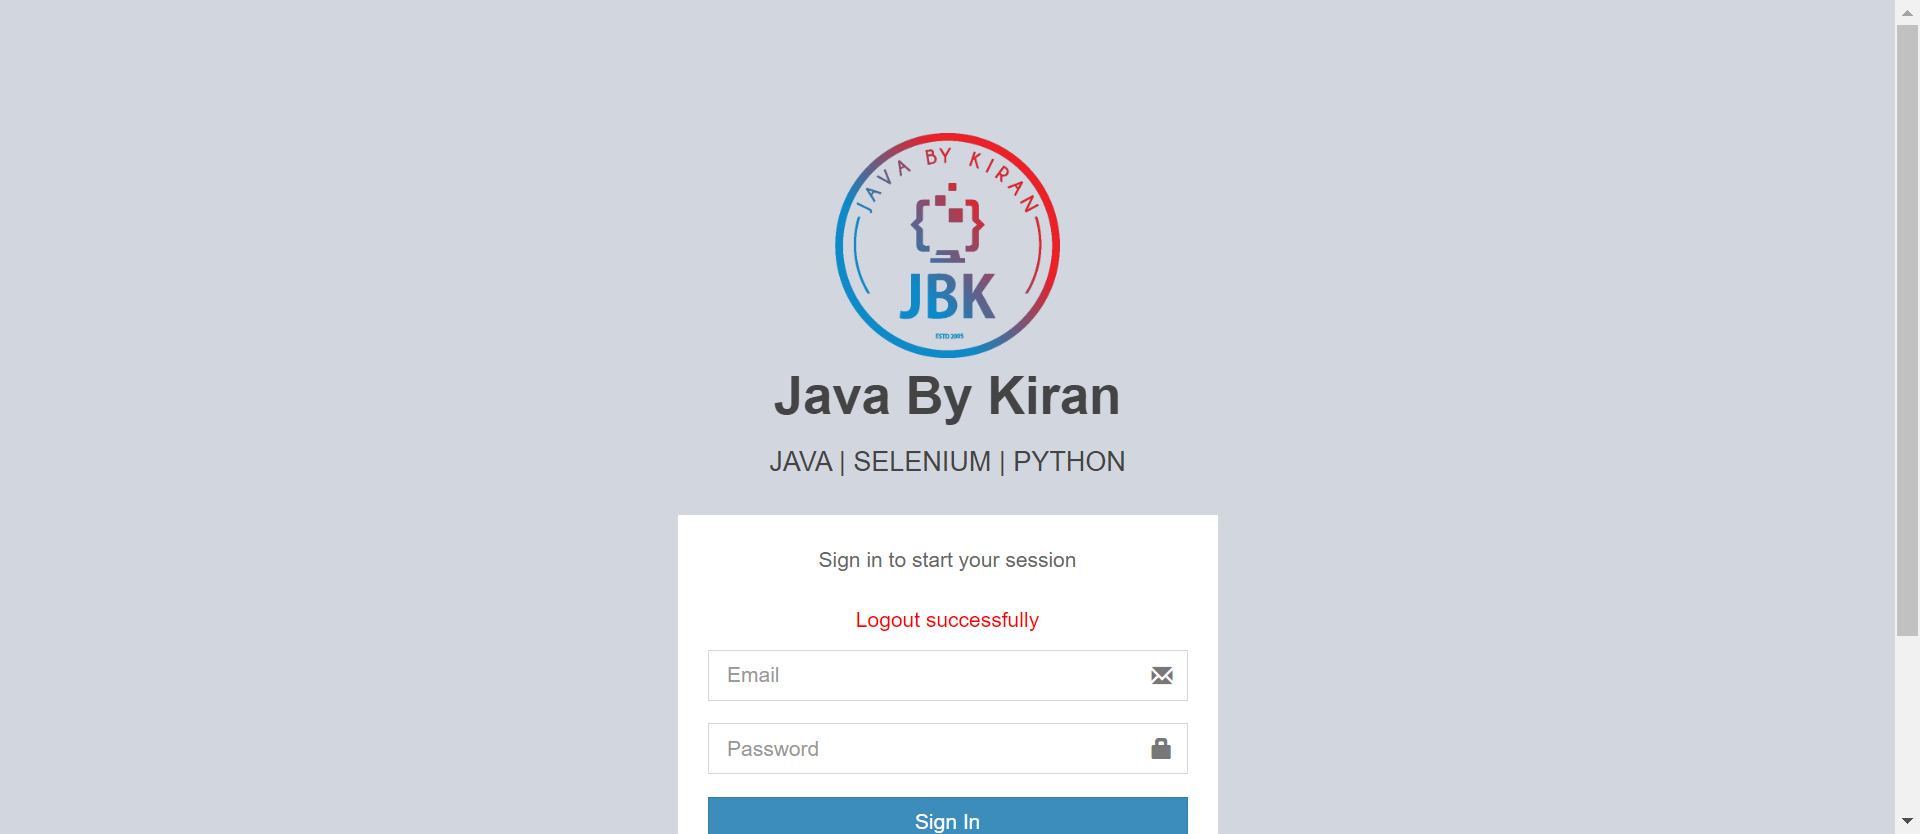 JAVA BY KIRAN
JBK
ESTD 2005
Java By Kiran
JAVA | SELENIUM | PYTHON
Sign in to start your session
Logout successfully
Email
Password
Sign In